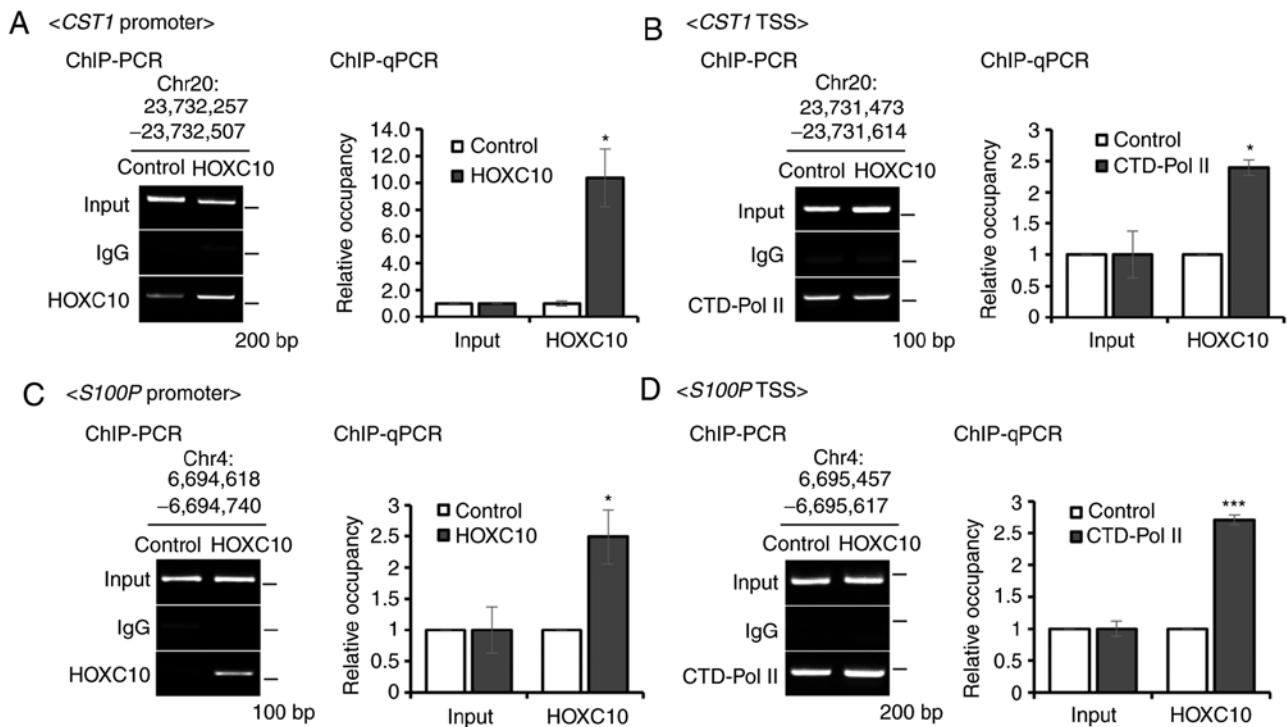 A <CST1 promoter>
ChIP-PCR
Chr20:
23,732,257
–23,732,507
Control HOXC10
Input
IgG
HOXC10
200 bp
ChIP-qPCR
Relative occupancy
14.0
12.0
10.0
8.0
6.0
4.0
2.0
0.0
Control
HOXC10
*
Input HOXC10
B <CST1 TSS>
ChIP-PCR
Chr20:
23,731,473
–23,731,614
Control HOXC10
Input
IgG
CTD-Pol II
100 bp
ChIP-qPCR
Relative occupancy
3
2.5
2
1.5
1
0.5
0
Control
CTD-Pol II
*
Input HOXC10
C <S100P promoter>
ChIP-PCR
Chr4:
6,694,618
–6,694,740
Control HOXC10
Input
IgG
HOXC10
100 bp
ChIP-qPCR
Relative occupancy
3
2.5
2
1.5
1
0.5
0
Control
HOXC10
*
Input HOXC10
D <S100P TSS>
ChIP-PCR
Chr4:
6,695,457
–6,695,617
Control HOXC10
Input
IgG
CTD-Pol II
200 bp
ChIP-qPCR
Relative occupancy
3
2.5
2
1.5
1
0.5
0
Control
CTD-Pol II
***
Input HOXC10